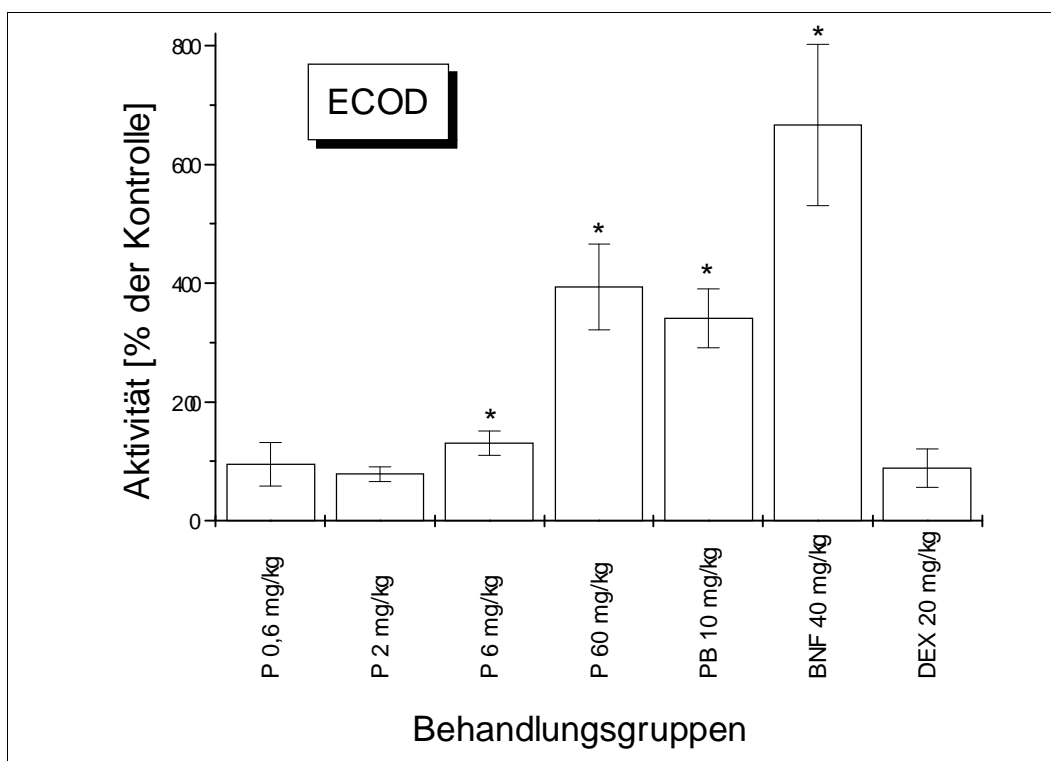 ECOD
Aktivität [% der Kontrolle]
800
600
400
200
0
*
*
*
*
P 0,6 mg/kg
P 2 mg/kg
P 6 mg/kg
P 60 mg/kg
PB 10 mg/kg
BNF 40 mg/kg
DEX 20 mg/kg
Behandlungsgruppen